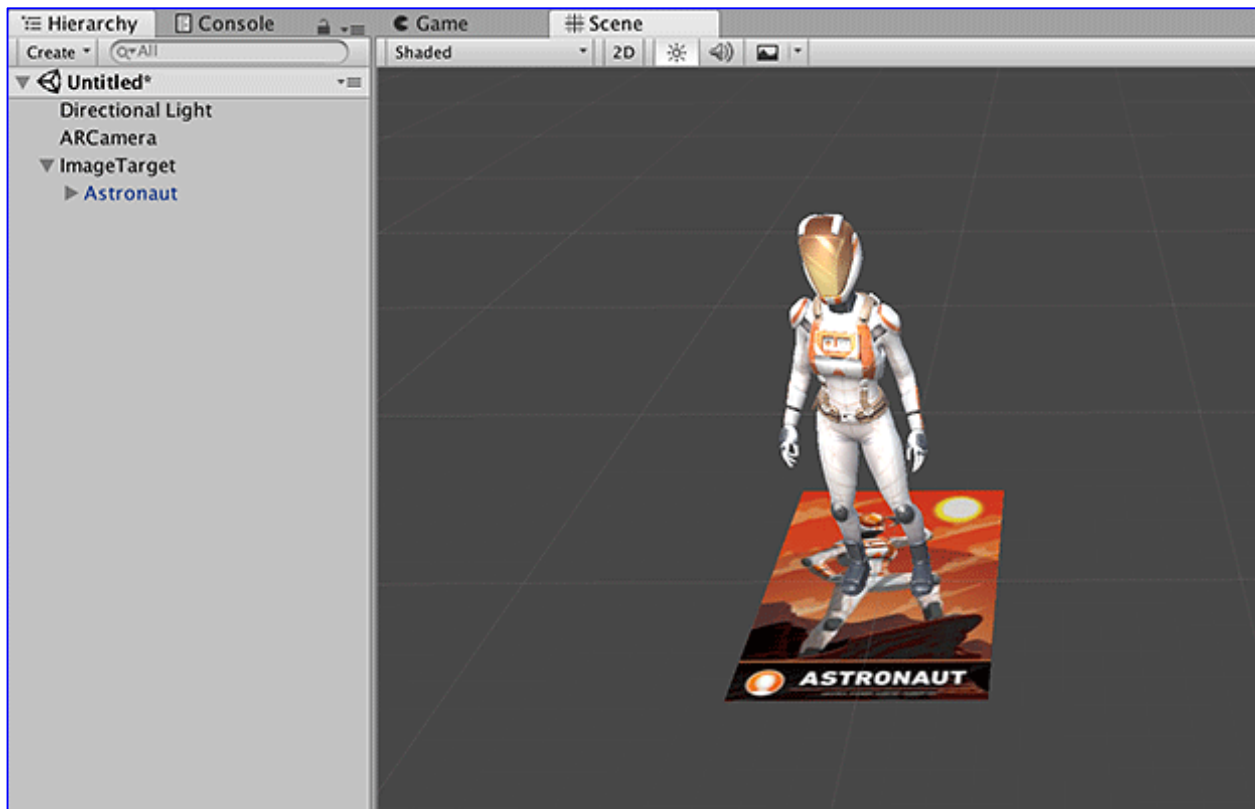 Hierarchy
Console
Game
Scene
Create
All
Shaded
2D
Untitled*
Directional Light
ARCamera
ImageTarget
Astronaut
ASTRONAUT